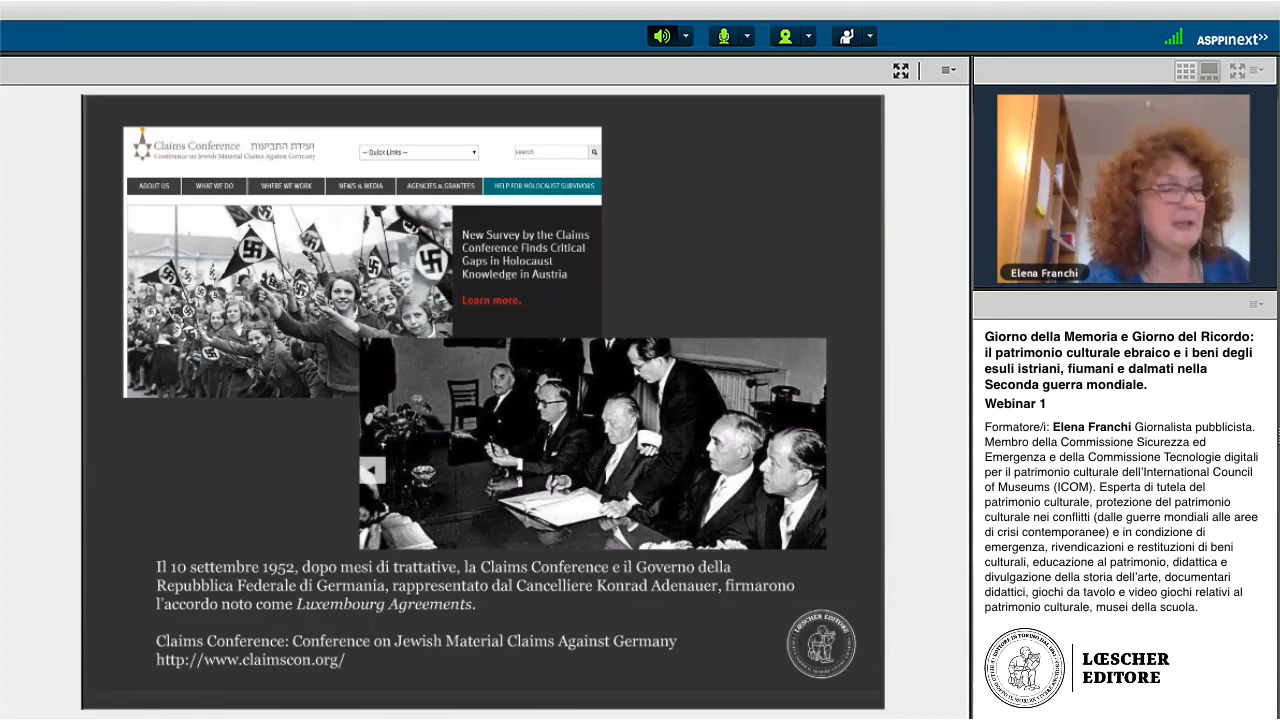 ASPPInext>>
Claims Conference ועידת התביעות
Conference on Jewish Material Claims Against Germany
-- Quick Links --
search
ABOUT US
WHAT WE DO
WHERE WE WORK
NEWS & MEDIA
AGENCIES & GRANTEES
HELP FOR HOLOCAUST SURVIVORS
New Survey by the Claims
Conference Finds Critical
Gaps in Holocaust
Knowledge in Austria
Learn more.
Il 10 settembre 1952, dopo mesi di trattative, la Claims Conference e il Governo della
Repubblica Federale di Germania, rappresentato dal Cancelliere Konrad Adenauer, firmarono
l'accordo noto come Luxembourg Agreements.
Claims Conference: Conference on Jewish Material Claims Against Germany
http://www.claimscon.org/
LŒSCHER EDITORE
Elena Franchi
Giorno della Memoria e Giorno del Ricordo:
il patrimonio culturale ebraico e i beni degli
esuli istriani, fiumani e dalmati nella
Seconda guerra mondiale.
Webinar 1
Formatore/i: Elena Franchi Giornalista pubblicista.
Membro della Commissione Sicurezza ed
Emergenza e della Commissione Tecnologie digitali
per il patrimonio culturale dell'International Council
of Museums (ICOM). Esperta di tutela del
patrimonio culturale, protezione del patrimonio
culturale nei conflitti (dalle guerre mondiali alle aree
di crisi contemporanee) e in condizione di
emergenza, rivendicazioni e restituzioni di beni
culturali, educazione al patrimonio, didattica e
divulgazione della storia dell'arte, documentari
didattici, giochi da tavolo e video giochi relativi al
patrimonio culturale, musei della scuola.
LŒSCHER
EDITORE